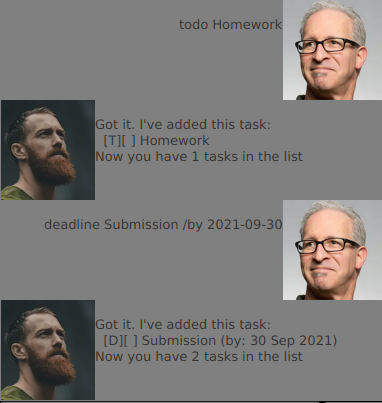 todo Homework
Got it. I've added this task:
[T][ ] Homework
Now you have 1 tasks in the list
deadline Submission /by 2021-09-30
Got it. I've added this task:
[D][ ] Submission (by: 30 Sep 2021)
Now you have 2 tasks in the list